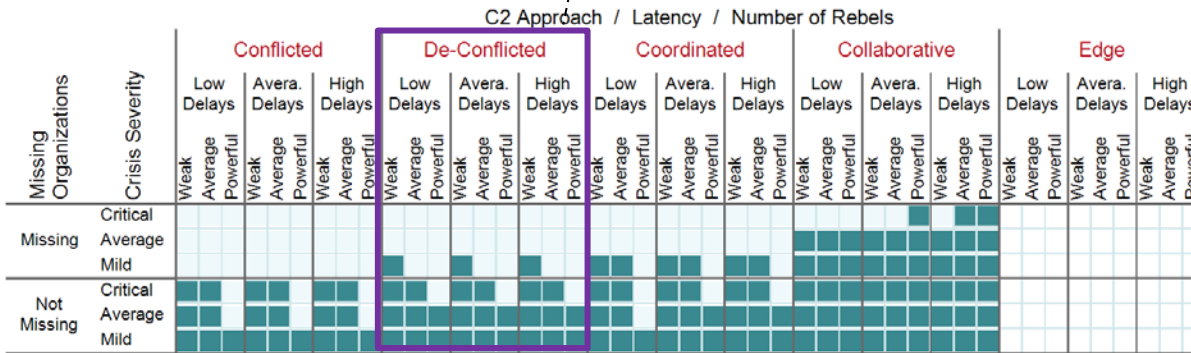 C2 Approach / Latency / Number of Rebels
Conflicted De-Conflicted Coordinated Collaborative Edge
Missing Organizations
Crisis Severity
Low Delays Avera. Delays High Delays Low Delays Avera. Delays High Delays Low Delays Avera. Delays High Delays Low Delays Avera. Delays High Delays Low Delays Avera. Delays High Delays
Weak Average Powerful Weak Average Powerful Weak Average Powerful Weak Average Powerful Weak Average Powerful Weak Average Powerful Weak Average Powerful Weak Average Powerful Weak Average Powerful Weak Average Powerful Weak Average Powerful Weak Average Powerful Weak Average Powerful Weak Average Powerful Weak Average Powerful
Critical
Missing Average
Mild
Critical
Not Missing Average
Mild